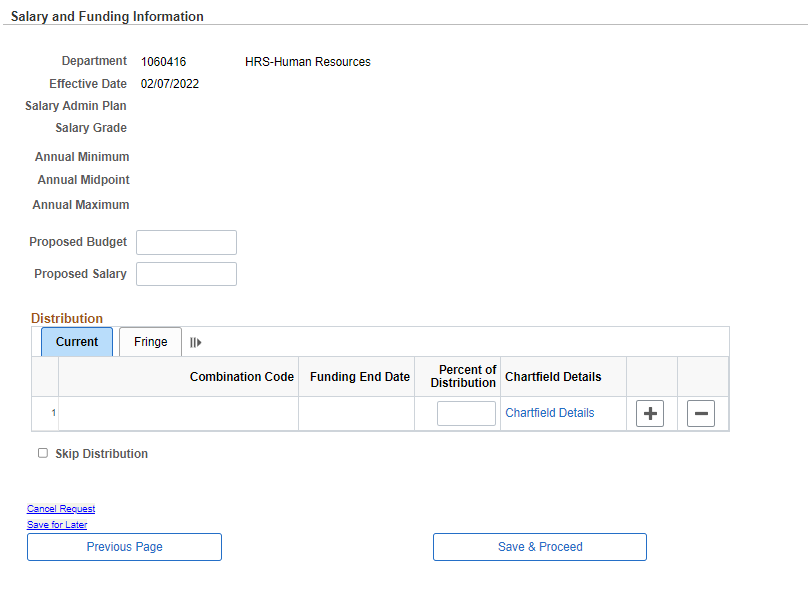 Salary and Funding Information
Department 1060416 HRS-Human Resources
Effective Date 02/07/2022
Salary Admin Plan
Salary Grade
Annual Minimum
Annual Midpoint
Annual Maximum
Proposed Budget
Proposed Salary
Distribution
Current Fringe
Combination Code Funding End Date Percent of Distribution Chartfield Details
1 Chartfield Details
Skip Distribution
Cancel Request
Save for Later
Previous Page Save & Proceed